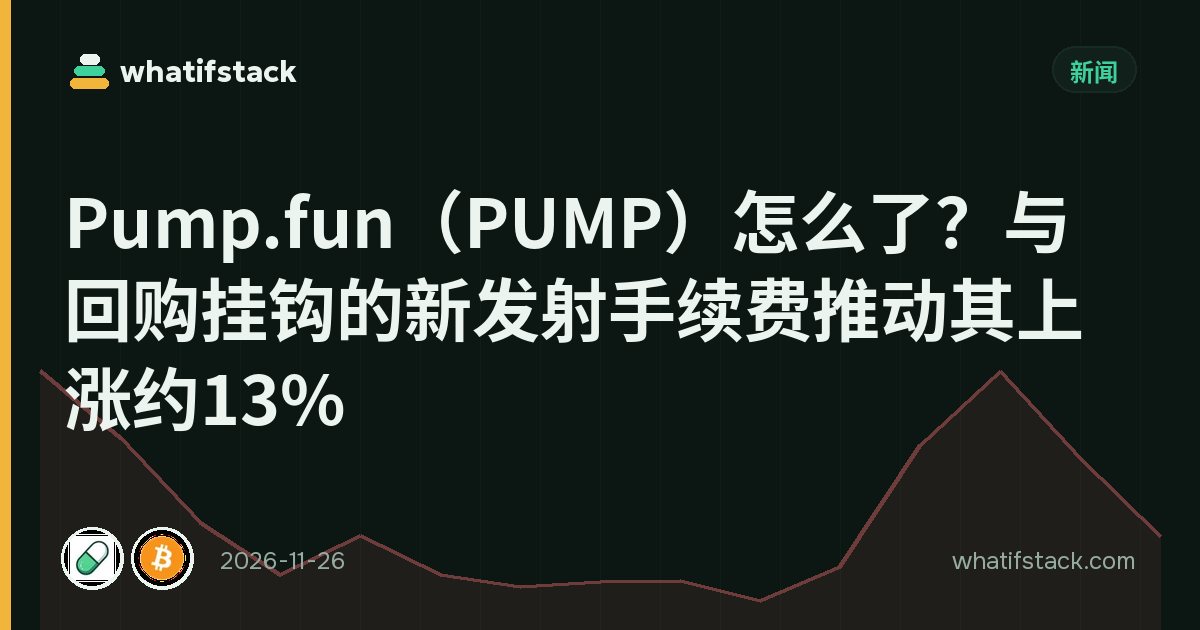 whatifstack
新闻
Pump.fun（PUMP）怎么了？与
回购挂钩的新发射手续费推动其上
涨约13%
2026-11-26
whatifstack.com